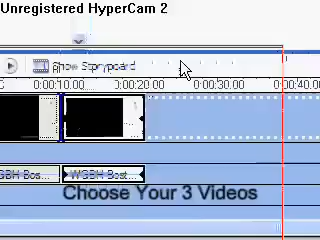 Unregistered HyperCam 2
Show Storyboard
0:00:10.00 0:00:20.00 0:00:30.00 0:00:40.00
WGBH Bos... WGBH Bost...
Choose Your 3 Videos